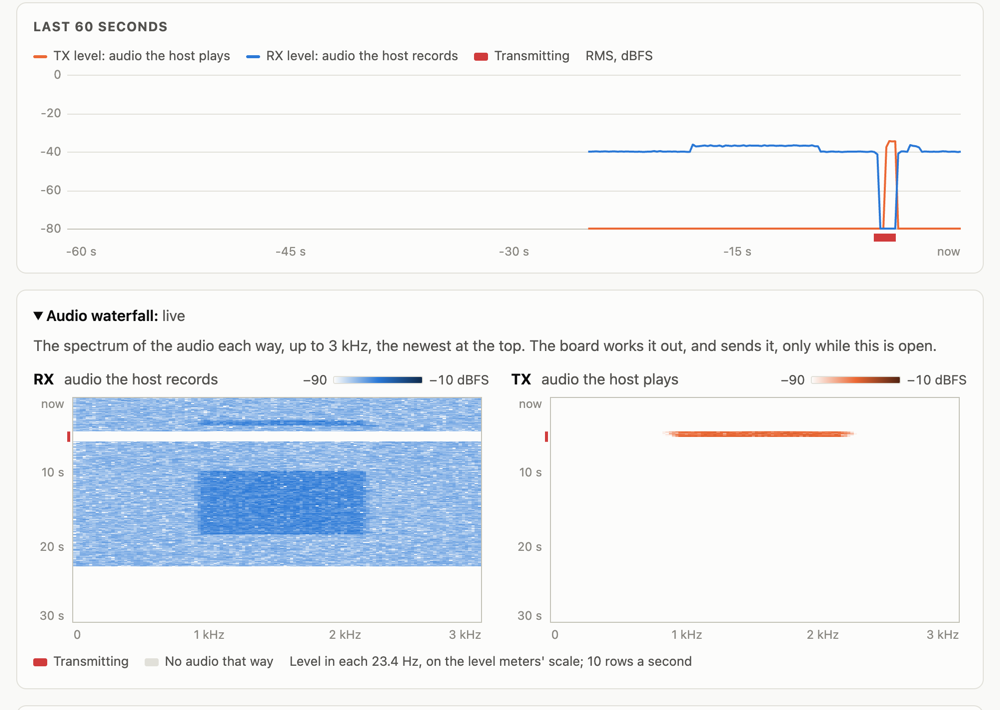 LAST 60 SECONDS
TX level: audio the host plays RX level: audio the host records Transmitting RMS, dBFS
0
-20
-40
-60
-80
-60 s -45 s -30 s -15 s now
▼ Audio waterfall: live
The spectrum of the audio each way, up to 3 kHz, the newest at the top. The board works it out, and sends it, only while this is open.
RX audio the host records −90 −10 dBFS
now
10 s
20 s
30 s
0 1 kHz 2 kHz 3 kHz
TX audio the host plays −90 −10 dBFS
now
10 s
20 s
30 s
0 1 kHz 2 kHz 3 kHz
Transmitting No audio that way Level in each 23.4 Hz, on the level meters' scale; 10 rows a second